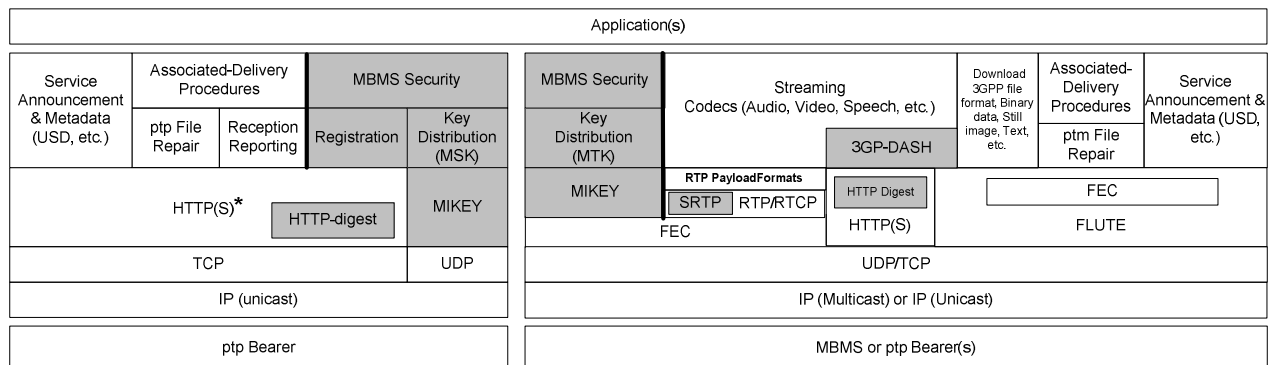 Application(s)
Service
Announcement
& Metadata
(USD, etc.)
Associated-Delivery
Procedures
ptp File
Repair
Reception
Reporting
MBMS Security
Registration
Key
Distribution
(MSK)
HTTP(S)*
HTTP-digest
MIKEY
TCP
UDP
IP (unicast)
ptp Bearer
MBMS Security
Key
Distribution
(MTK)
MIKEY
Streaming
Codecs (Audio, Video, Speech, etc.)
3GP-DASH
RTP PayloadFormats
SRTP
RTP/RTCP
FEC
HTTP Digest
HTTP(S)
Download
3GPP file
format, Binary
data, Still
image, Text,
etc.
Associated-
Delivery
Procedures
ptm File
Repair
Service
Announcement &
Metadata (USD,
etc.)
FEC
FLUTE
UDP/TCP
IP (Multicast) or IP (Unicast)
MBMS or ptp Bearer(s)